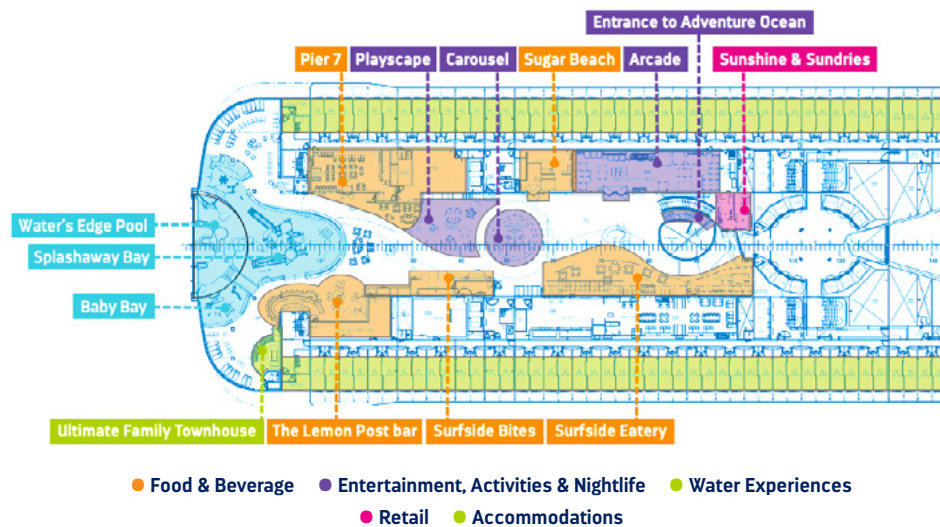 Entrance to Adventure Ocean
Pier 7
Playscape
Carousel
Sugar Beach
Arcade
Sunshine & Sundries
Water's Edge Pool
Splashaway Bay
Baby Bay
Ultimate Family Townhouse
The Lemon Post bar
Surfside Bites
Surfside Eatery
Food & Beverage
Entertainment, Activities & Nightlife
Water Experiences
Retail
Accommodations